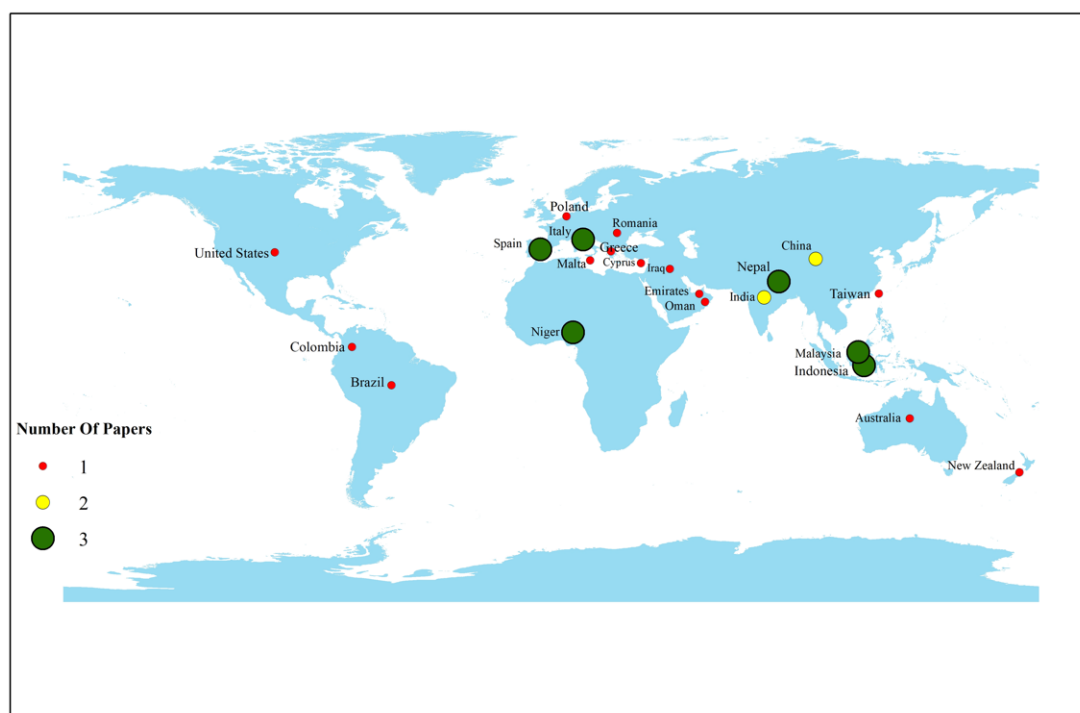 Poland
Romania
Italy
Spain
Greece
China
United States
Malta
Cyprus
Iraq
Nepal
Emirates
India
Taiwan
Oman
Niger
Colombia
Malaysia
Indonesia
Brazil
Australia
Number Of Papers
1
New Zealand
2
3